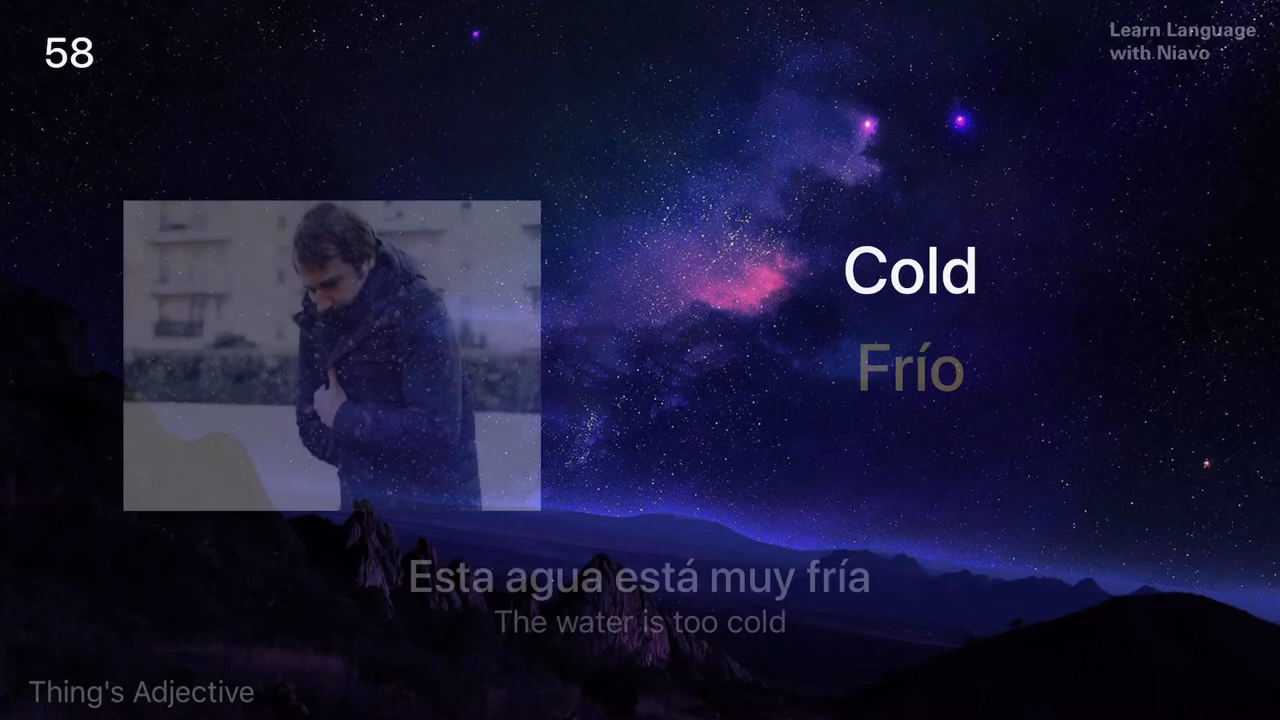 58
Learn Language
with Niavo
Cold
Frío
Esta agua está muy fría
The water is too cold
Thing's Adjective